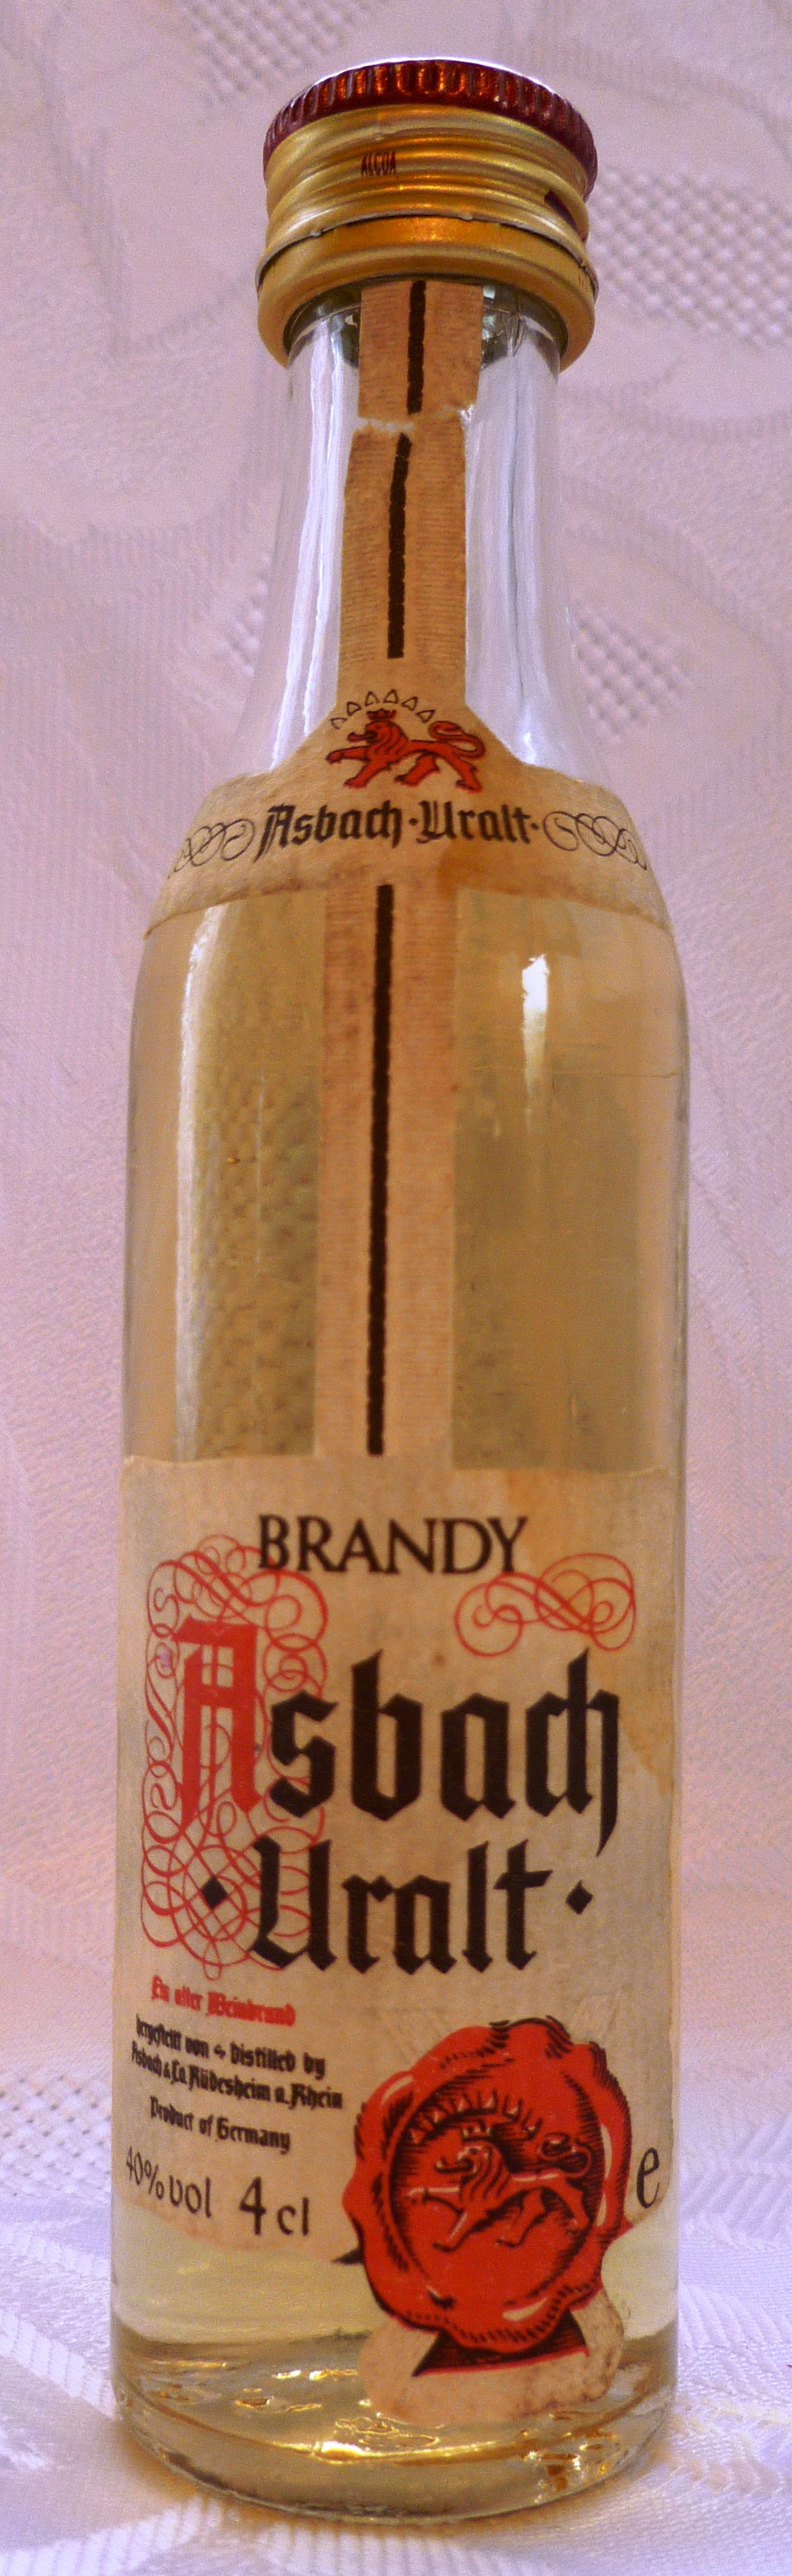 ALCOA
Asbach·Uralt·
BRANDY
Asbach
·Uralt·
Ein alter Weinbrand
hergestellt von + distilled by
Asbach & Co. Rüdesheim a. Rhein
Product of Germany
40% vol 4 cl
e